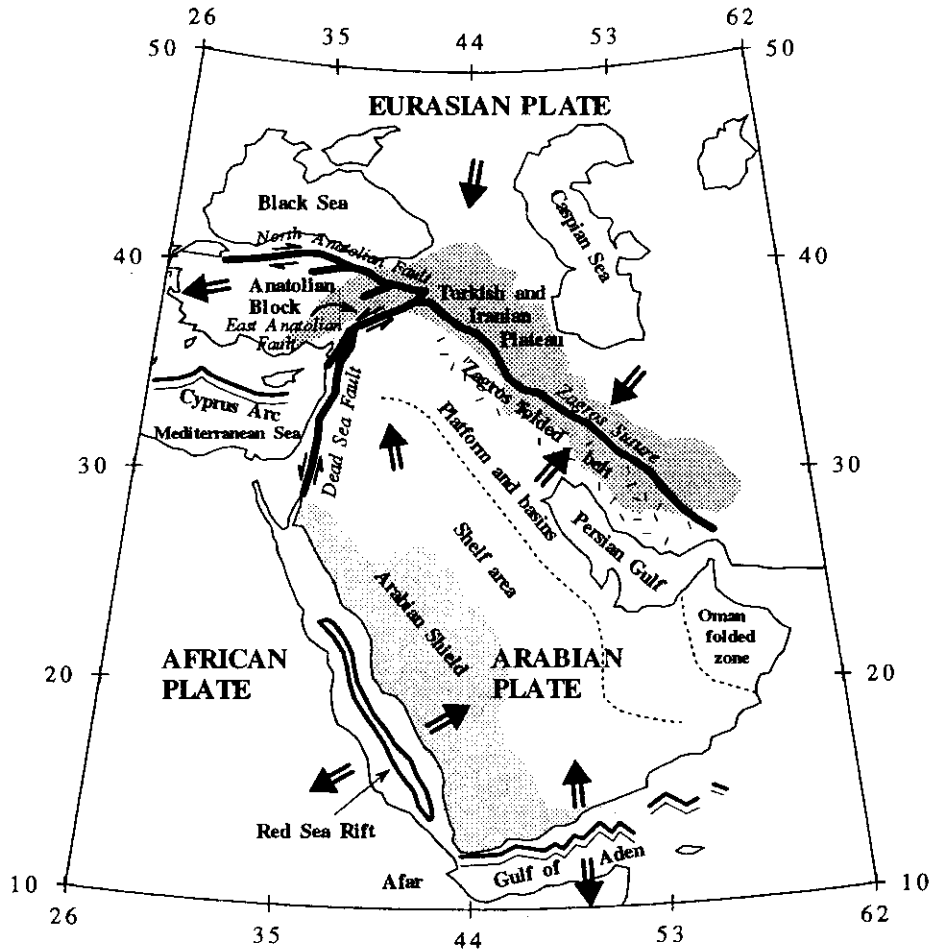 26
35
44
53
62
50
50
EURASIAN PLATE
Black Sea
Caspian Sea
North Anatolian Fault
40
40
Anatolian
Block
Turkish and
Iranian
Plateau
East Anatolian
Fault
Zagros Suture
Zagros folded belt
Cyprus Arc
Mediterranean Sea
Dead Sea Fault
Platform and basins
30
30
Persian Gulf
Shelf area
Arabian Shield
Oman
folded
zone
AFRICAN
PLATE
ARABIAN
PLATE
20
20
Red Sea Rift
Afar
Gulf of Aden
10
10
26
35
44
53
62